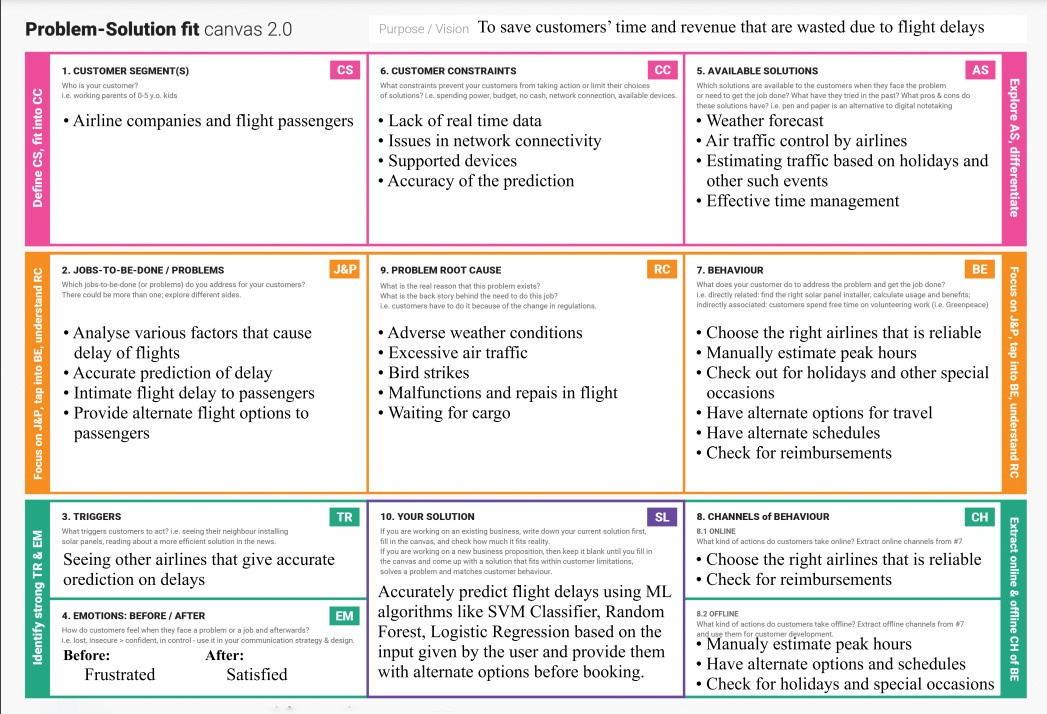 Problem-Solution fit canvas 2.0
Purpose / Vision To save customers’ time and revenue that are wasted due to flight delays
Define CS, fit into CC
1. CUSTOMER SEGMENT(S)
CS
Who is your customer?
i.e. working parents of 0-5 y.o. kids
• Airline companies and flight passengers
6. CUSTOMER CONSTRAINTS
CC
What constraints prevent your customers from taking action or limit their choices
of solutions? i.e. spending power, budget, no cash, network connection, available devices.
• Lack of real time data
• Issues in network connectivity
• Supported devices
• Accuracy of the prediction
5. AVAILABLE SOLUTIONS
AS
Which solutions are available to the customers when they face the problem
or need to get the job done? What have they tried in the past? What pros & cons do
these solutions have? i.e. pen and paper is an alternative to digital notetaking
• Weather forecast
• Air traffic control by airlines
• Estimating traffic based on holidays and
other such events
• Effective time management
Explore AS, differentiate
Focus on J&P, tap into BE, understand RC
2. JOBS-TO-BE-DONE / PROBLEMS
J&P
Which jobs-to-be-done (or problems) do you address for your customers?
There could be more than one; explore different sides.
• Analyse various factors that cause
delay of flights
• Accurate prediction of delay
• Intimate flight delay to passengers
• Provide alternate flight options to
passengers
9. PROBLEM ROOT CAUSE
RC
What is the real reason that this problem exists?
What is the back story behind the need to do this job?
i.e. customers have to do it because of the change in regulations.
• Adverse weather conditions
• Excessive air traffic
• Bird strikes
• Malfunctions and repais in flight
• Waiting for cargo
7. BEHAVIOUR
BE
What does your customer do to address the problem and get the job done?
i.e. directly related: find the right solar panel installer, calculate usage and benefits;
indirectly associated: customers spend free time on volunteering work (i.e. Greenpeace)
• Choose the right airlines that is reliable
• Manually estimate peak hours
• Check out for holidays and other special
occasions
• Have alternate options for travel
• Have alternate schedules
• Check for reimbursements
Focus on J&P, tap into BE, understand RC
Identify strong TR & EM
3. TRIGGERS
TR
What triggers customers to act? i.e. seeing their neighbour installing
solar panels, reading about a more efficient solution in the news.
Seeing other airlines that give accurate
orediction on delays
4. EMOTIONS: BEFORE / AFTER
EM
How do customers feel when they face a problem or a job and afterwards?
i.e. lost, insecure > confident, in control - use it in your communication strategy & design.
Before: After:
Frustrated Satisfied
10. YOUR SOLUTION
SL
If you are working on an existing business, write down your current solution first,
fill in the canvas, and check how much it fits reality.
If you are working on a new business proposition, then keep it blank until you fill in
the canvas and come up with a solution that fits within customer limitations,
solves a problem and matches customer behaviour.
Accurately predict flight delays using ML
algorithms like SVM Classifier, Random
Forest, Logistic Regression based on the
input given by the user and provide them
with alternate options before booking.
8. CHANNELS of BEHAVIOUR
CH
8.1 ONLINE
What kind of actions do customers take online? Extract online channels from #7
• Choose the right airlines that is reliable
• Check for reimbursements
8.2 OFFLINE
What kind of actions do customers take offline? Extract offline channels from #7
and use them for customer development.
• Manualy estimate peak hours
• Have alternate options and schedules
• Check for holidays and special occasions
Extract online & offline CH of BE